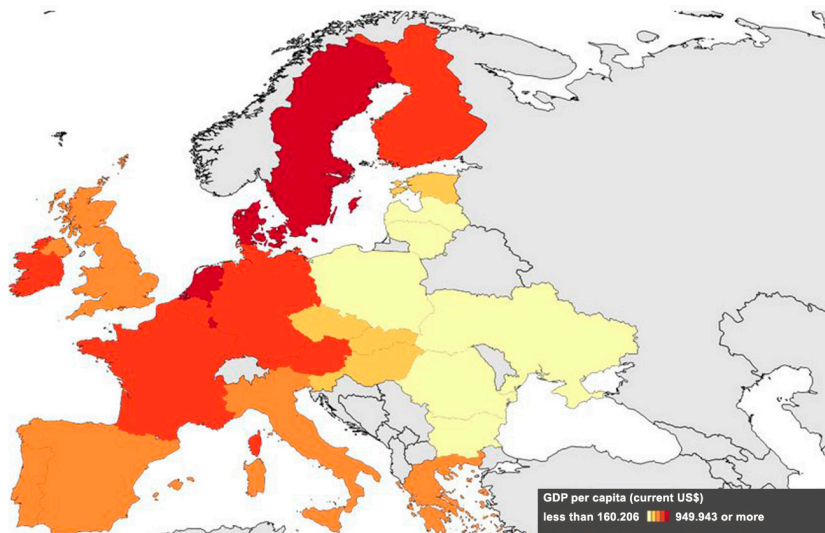 GDP per capita (current US$)
less than 160.206 949.943 or more